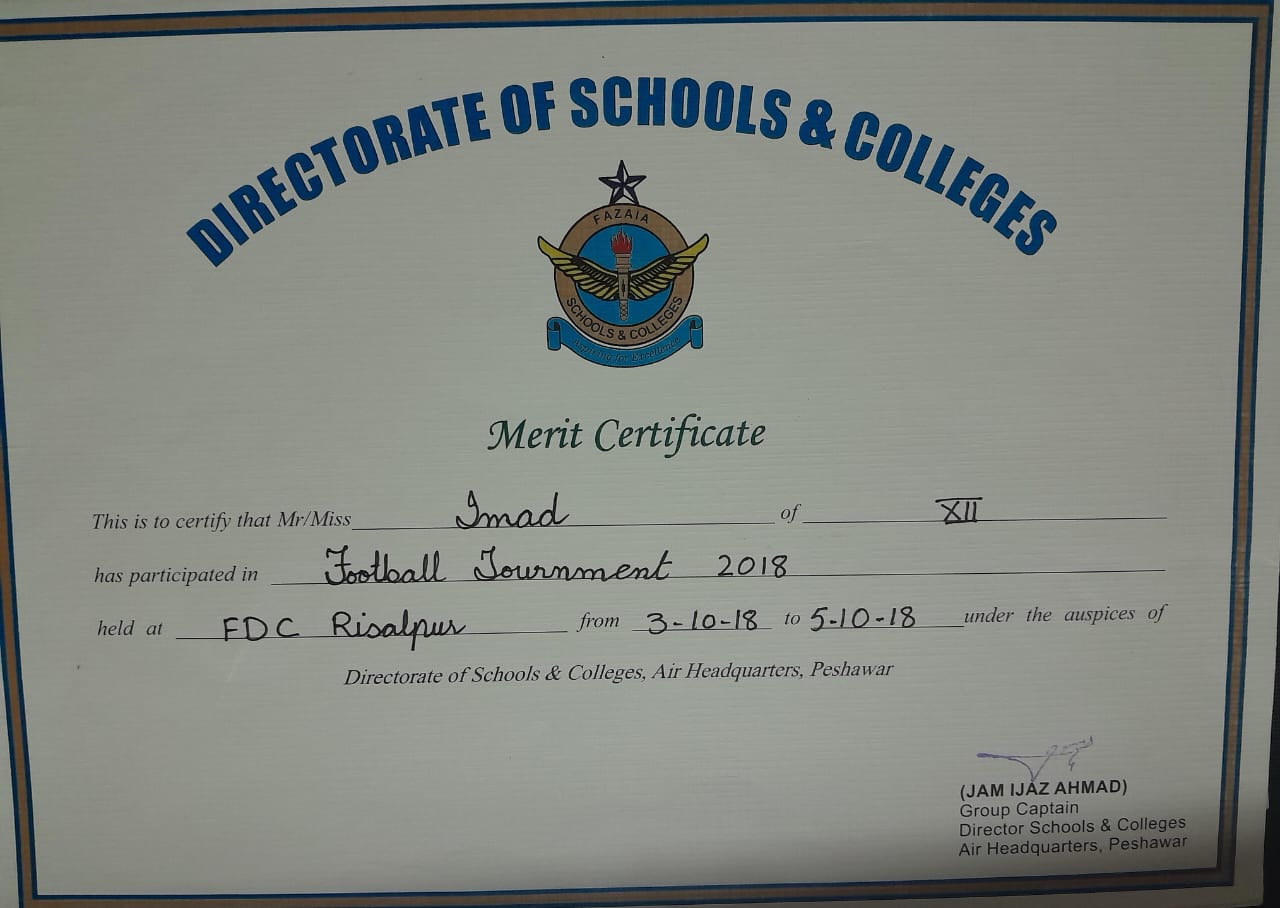 DIRECTORATE OF SCHOOLS & COLLEGES
FAZAIA
SCHOOLS & COLLEGES
Aspiring for Excellence
Merit Certificate
This is to certify that Mr/Miss Imad of XII
has participated in Football Tournment 2018
held at FDC Risalpur from 3-10-18 to 5-10-18 under the auspices of
Directorate of Schools & Colleges, Air Headquarters, Peshawar
(JAM IJAZ AHMAD)
Group Captain
Director Schools & Colleges
Air Headquarters, Peshawar